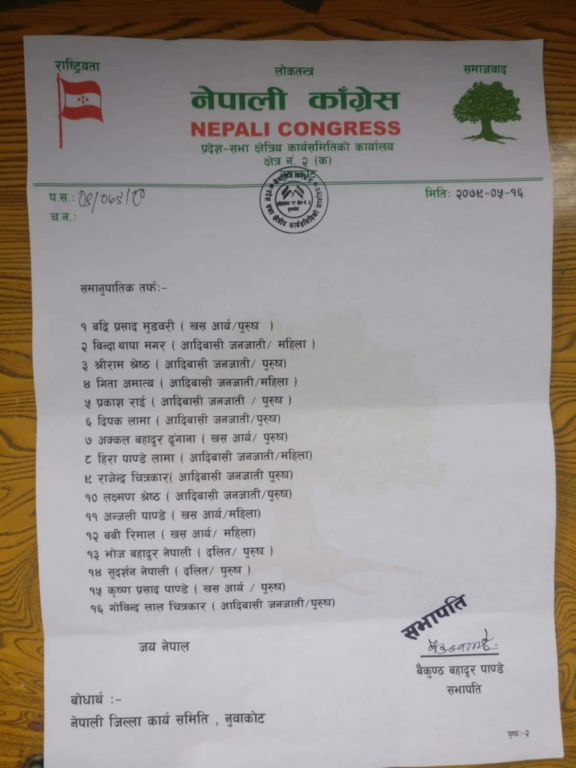 राष्ट्रियता
लोकतन्त्र
समाजवाद
नेपाली काँग्रेस
NEPALI CONGRESS
प्रदेश-सभा क्षेत्रिय कार्यसमितिको कार्यालय
क्षेत्र नं. २ (क)
प.स.:
मितिः २०७९-०५-१६
च.न.:
समानुपातिक तर्फः-
१ बद्रि प्रसाद मुडवरी ( खस आर्य/पुरुष )
२ बिन्दा थापा मगर ( आदिबासी जनजाती/ महिला )
३ श्रीराम श्रेष्ठ ( आदिबासी जनजाती/ पुरुष)
४ गिता अमात्य ( आदिबासी जनजाती/महिला )
५ प्रकाश राई ( आदिबासी जनजाती / पुरुष )
६ दिपक लामा ( आदिबासी जनजाती/पुरुष)
७ अक्कल बहादुर ढुंगाना ( खस आर्य/ पुरुष)
८ हिरा पाण्डे लामा ( आदिबासी जनजाती/महिला)
९ राजेन्द्र चित्रकार( आदिबासी जनजाती पुरुष)
१० लक्ष्मण श्रेष्ठ ( आदिबासी जनजाती/पुरुष)
११ अन्जली पाण्डे ( खस आर्य/महिला)
१२ बबी रिमाल ( खस आर्य/ महिला)
१३ भोज बहादुर नेपाली ( दलित/ पुरुष )
१४ सुदर्शन नेपाली ( दलित/ पुरुष )
१५ कृष्ण प्रसाद पाण्डे ( खस आर्य / पुरुष)
१६ गोविन्द लाल चित्रकार ( आदिबासी जनजाती/पुरुष)
सभापति
जय नेपाल
बैकुण्ठ बहादुर पाण्डे
सभापति
बोधार्थ :-
नेपाली जिल्ला कार्य समिति , नुवाकोट
पृष्ठः-२